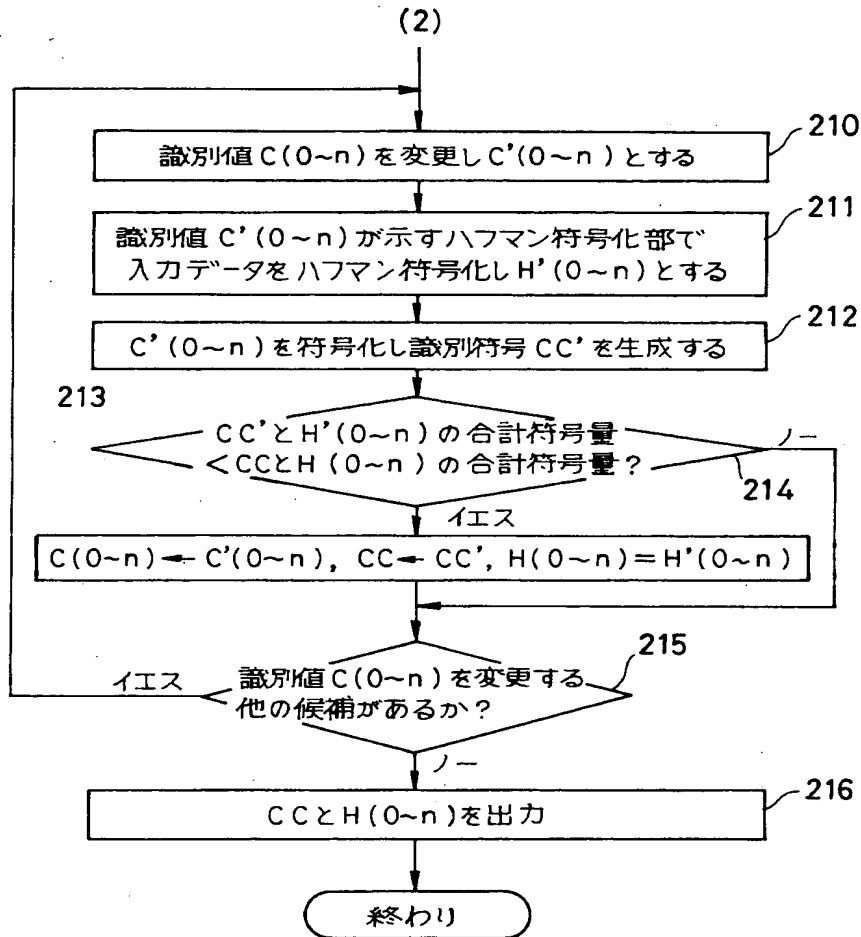 (2)
210
識別値C(0~n)を変更しC'(0~n)とする
211
識別値C'(0~n)が示すハフマン符号化部で
入力データをハフマン符号化しH'(0~n)とする
212
C'(0~n)を符号化し識別符号CC'を生成する
213
CC'とH'(0~n)の合計符号量
<CCとH(0~n)の合計符号量?
ノー
214
イエス
C(0~n)←C'(0~n), CC←CC', H(0~n)=H'(0~n)
215
イエス
識別値C(0~n)を変更する
他の候補があるか?
ノー
216
CCとH(0~n)を出力
終わり